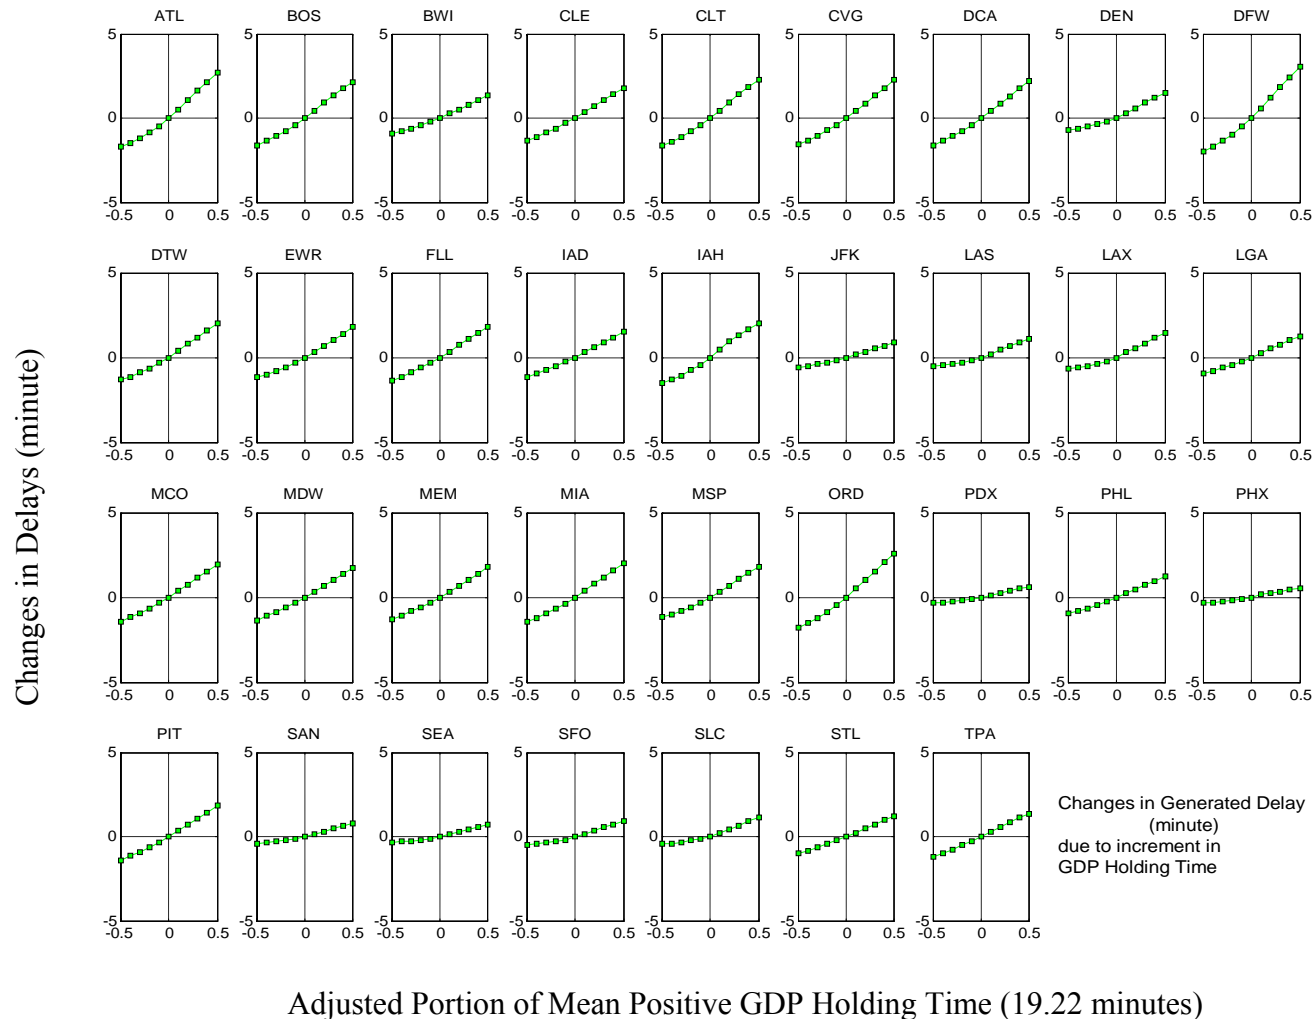 ATL BOS BWI CLE CLT CVG DCA DEN DFW
5 5 5 5 5 5 5 5 5
0 0 0 0 0 0 0 0 0
-5 -5 -5 -5 -5 -5 -5 -5 -5
-0.5 0 0.5 -0.5 0 0.5 -0.5 0 0.5 -0.5 0 0.5 -0.5 0 0.5 -0.5 0 0.5 -0.5 0 0.5 -0.5 0 0.5 -0.5 0 0.5
DTW EWR FLL IAD IAH JFK LAS LAX LGA
5 5 5 5 5 5 5 5 5
0 0 0 0 0 0 0 0 0
-5 -5 -5 -5 -5 -5 -5 -5 -5
-0.5 0 0.5 -0.5 0 0.5 -0.5 0 0.5 -0.5 0 0.5 -0.5 0 0.5 -0.5 0 0.5 -0.5 0 0.5 -0.5 0 0.5 -0.5 0 0.5
Changes in Delays (minute)
MCO MDW MEM MIA MSP ORD PDX PHL PHX
5 5 5 5 5 5 5 5 5
0 0 0 0 0 0 0 0 0
-5 -5 -5 -5 -5 -5 -5 -5 -5
-0.5 0 0.5 -0.5 0 0.5 -0.5 0 0.5 -0.5 0 0.5 -0.5 0 0.5 -0.5 0 0.5 -0.5 0 0.5 -0.5 0 0.5 -0.5 0 0.5
PIT SAN SEA SFO SLC STL TPA
5 5 5 5 5 5 5
0 0 0 0 0 0 0
-5 -5 -5 -5 -5 -5 -5
-0.5 0 0.5 -0.5 0 0.5 -0.5 0 0.5 -0.5 0 0.5 -0.5 0 0.5 -0.5 0 0.5 -0.5 0 0.5
Changes in Generated Delay
(minute)
due to increment in
GDP Holding Time
Adjusted Portion of Mean Positive GDP Holding Time (19.22 minutes)